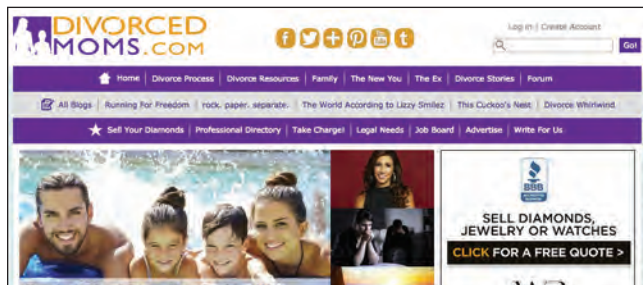 DIVORCED
MOMS.COM
Log in | Create Account
Go!
Home | Divorce Process | Divorce Resources | Family | The New You | The Ex | Divorce Stories | Forum
All Blogs | Running For Freedom | rock. paper. separate. | The World According to Lizzy Smilez | This Cuckoo's Nest | Divorce Whirlwind
Sell Your Diamonds | Professional Directory | Take Charge! | Legal Needs | Job Board | Advertise | Write For Us
BBB
SELL DIAMONDS,
JEWELRY OR WATCHES
CLICK FOR A FREE QUOTE >